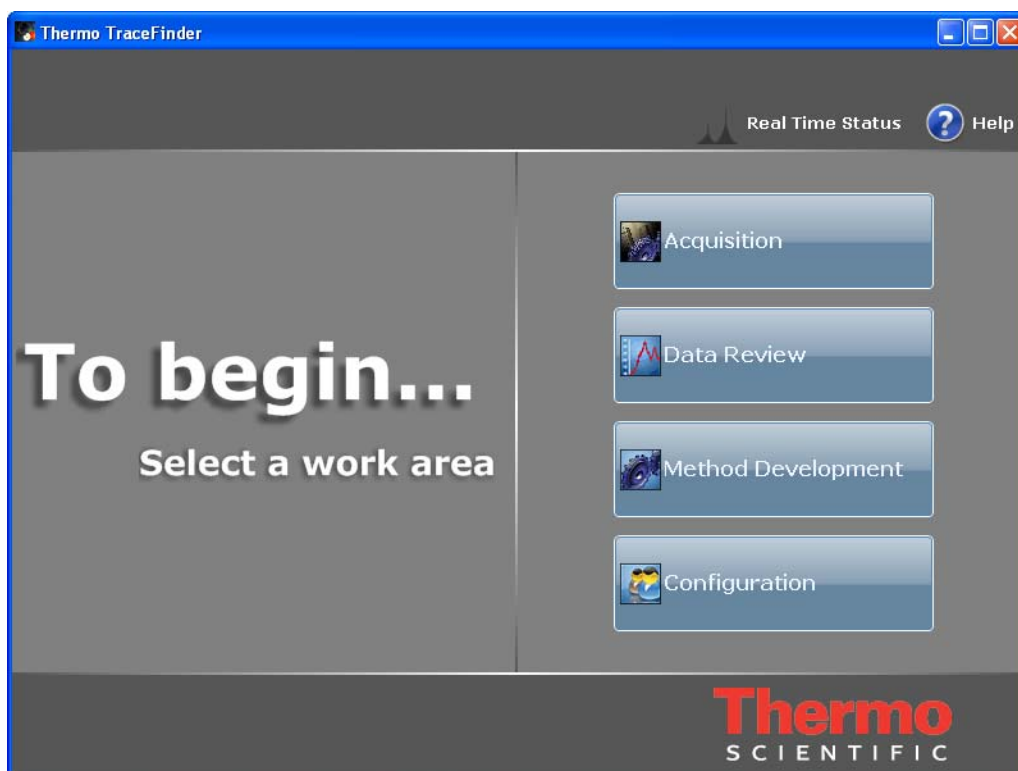 Thermo TraceFinder
Real Time Status
Help
To begin...
Select a work area
Acquisition
Data Review
Method Development
Configuration
Thermo
SCIENTIFIC